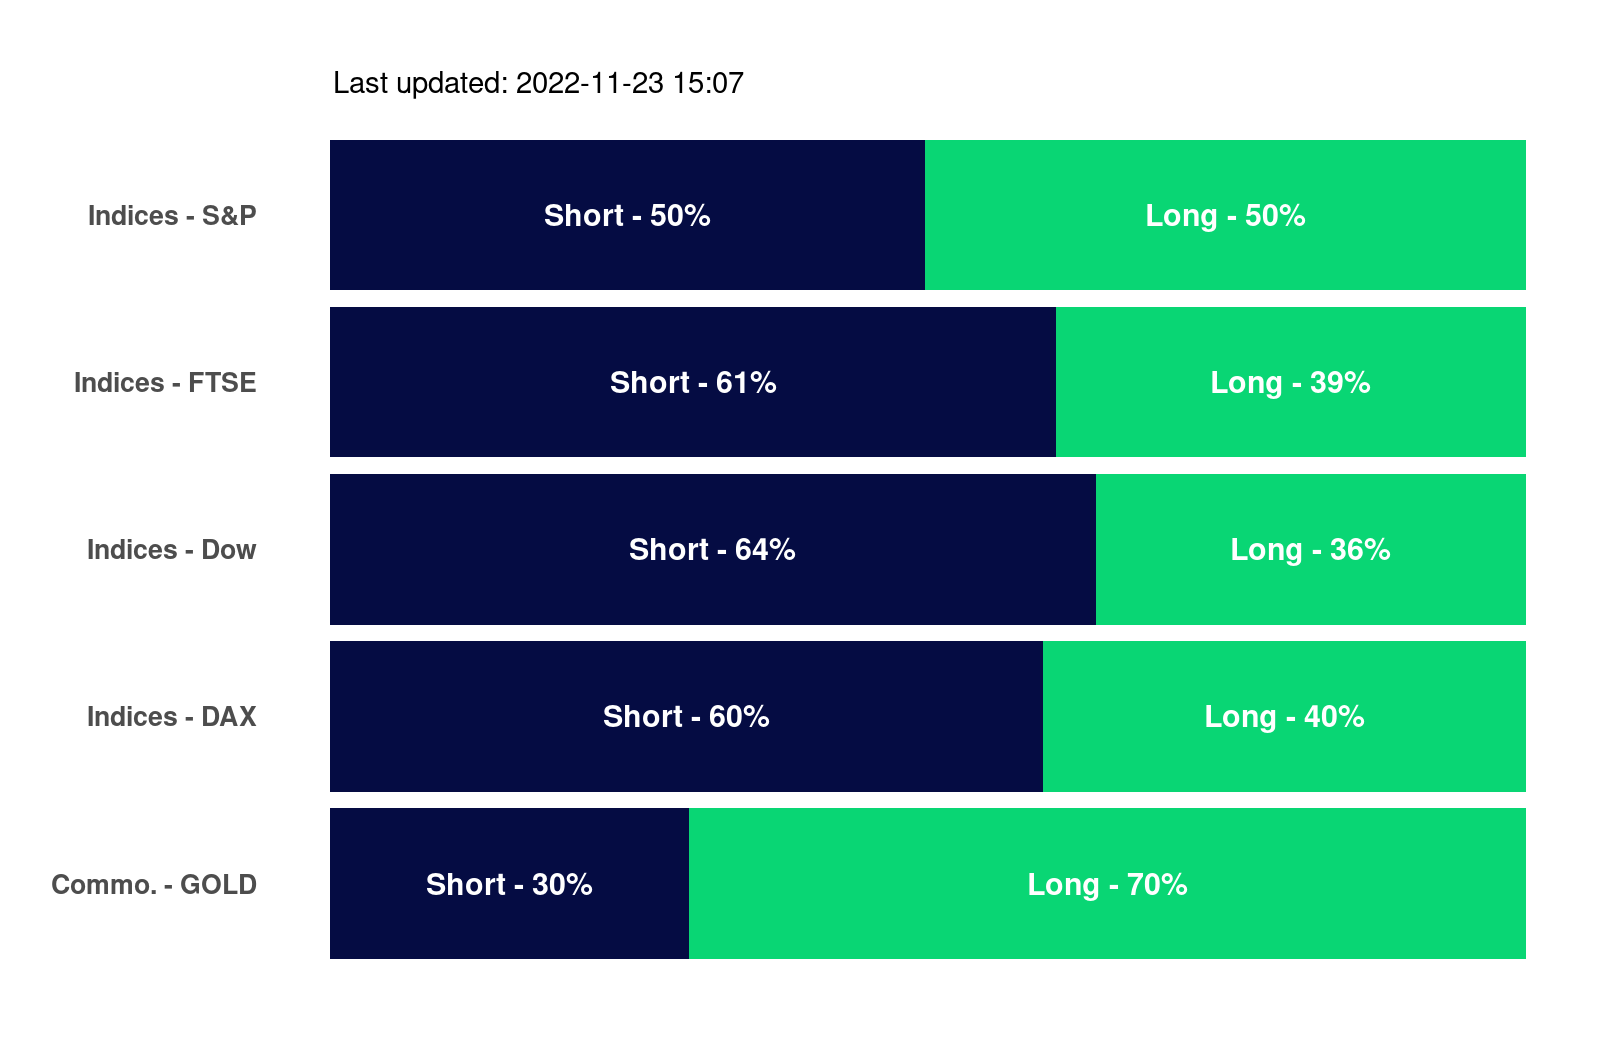 Last updated: 2022-11-23 15:07
Indices - S&P Short - 50% Long - 50%
Indices - FTSE Short - 61% Long - 39%
Indices - Dow Short - 64% Long - 36%
Indices - DAX Short - 60% Long - 40%
Commo. - GOLD Short - 30% Long - 70%